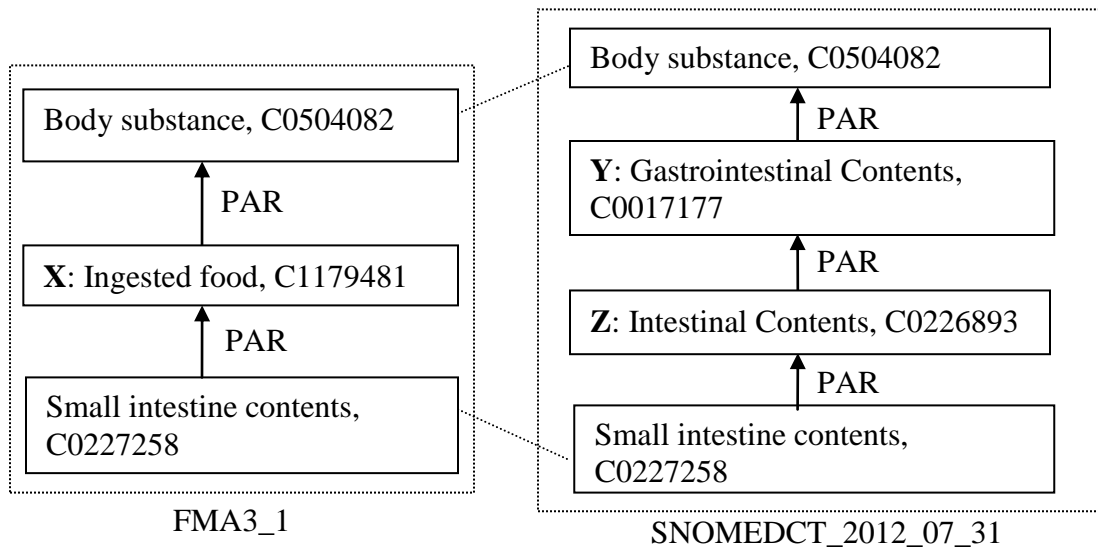 Body substance, C0504082
PAR
X: Ingested food, C1179481
PAR
Small intestine contents,
C0227258
FMA3_1
Body substance, C0504082
PAR
Y: Gastrointestinal Contents,
C0017177
PAR
Z: Intestinal Contents, C0226893
PAR
Small intestine contents,
C0227258
SNOMEDCT_2012_07_31